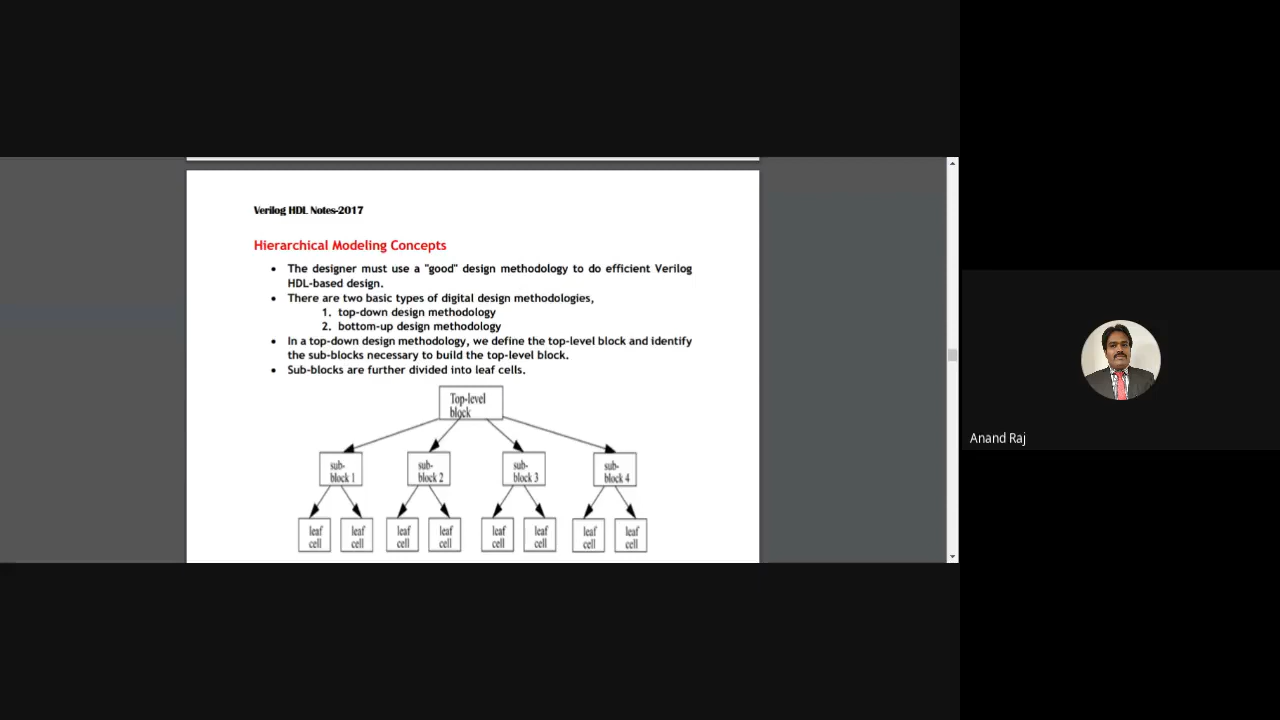 Verilog HDL Notes-2017
Hierarchical Modeling Concepts
• The designer must use a "good" design methodology to do efficient Verilog
HDL-based design.
• There are two basic types of digital design methodologies,
1. top-down design methodology
2. bottom-up design methodology
• In a top-down design methodology, we define the top-level block and identify
the sub-blocks necessary to build the top-level block.
• Sub-blocks are further divided into leaf cells.
Top-level
block
sub-
block 1
sub-
block 2
sub-
block 3
sub-
block 4
leaf
cell
leaf
cell
leaf
cell
leaf
cell
leaf
cell
leaf
cell
leaf
cell
leaf
cell
Anand Raj